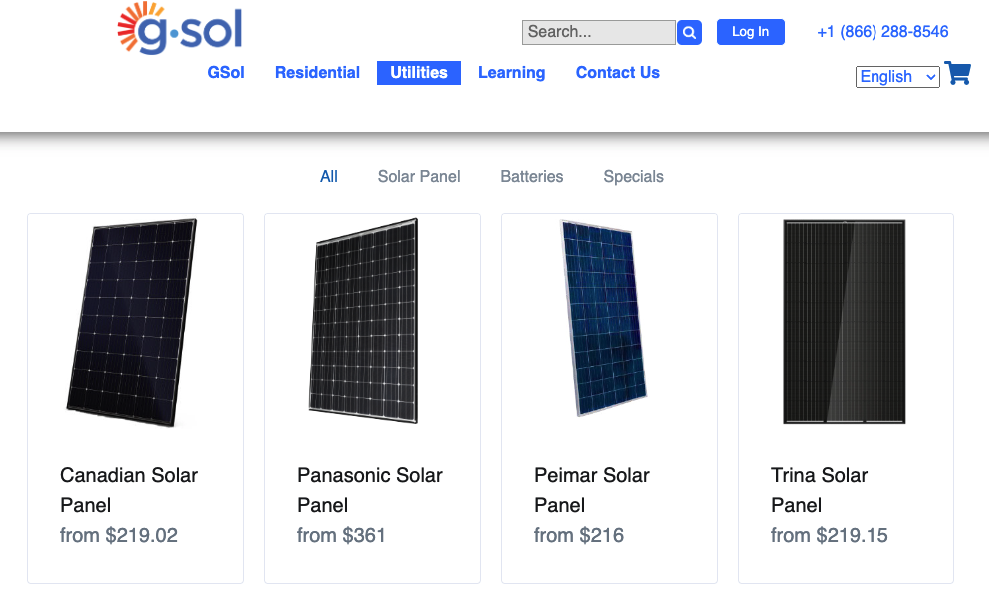 g·sol
Search...
Log In
+1 (866) 288-8546
GSol Residential Utilities Learning Contact Us
English
All Solar Panel Batteries Specials
Canadian Solar
Panel
from $219.02
Panasonic Solar
Panel
from $361
Peimar Solar
Panel
from $216
Trina Solar
Panel
from $219.15